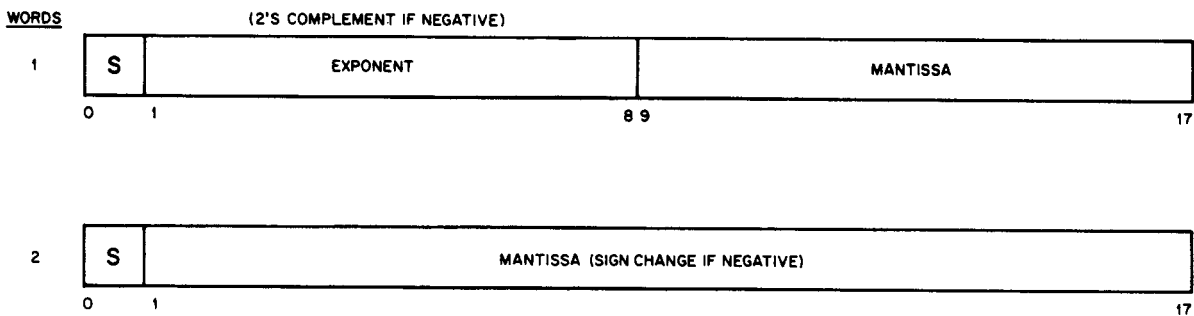 WORDS (2'S COMPLEMENT IF NEGATIVE)
1 S EXPONENT MANTISSA
0 1 8 9 17
2 S MANTISSA (SIGN CHANGE IF NEGATIVE)
0 1 17